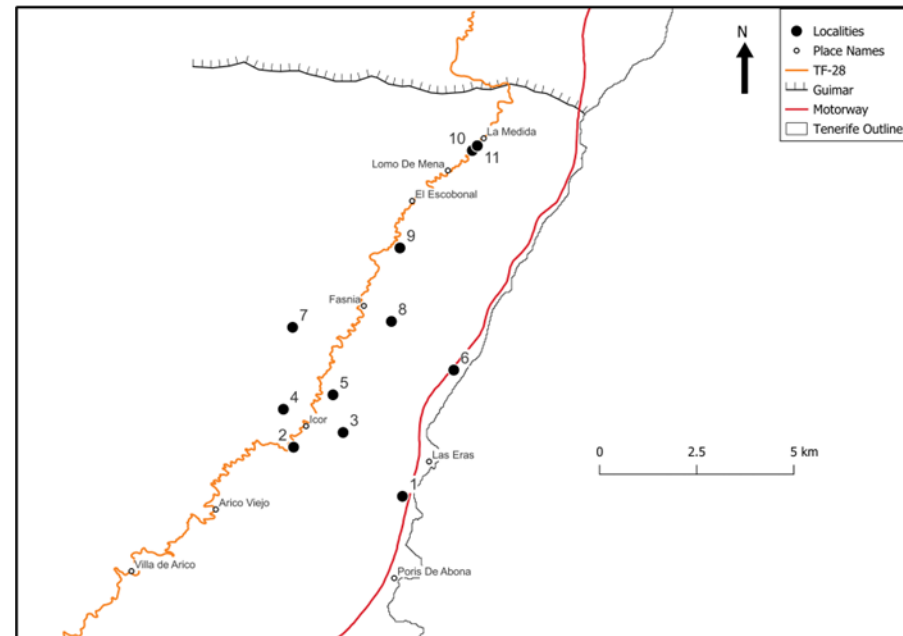 N
Localities
Place Names
TF-28
Guimar
Motorway
Tenerife Outline
La Medida
10
11
Lomo De Mena
El Escobonal
9
Fasnia
7
8
6
5
4
Icor
3
2
Las Eras
0 2.5 5 km
1
Arico Viejo
Villa de Arico
Poris De Abona